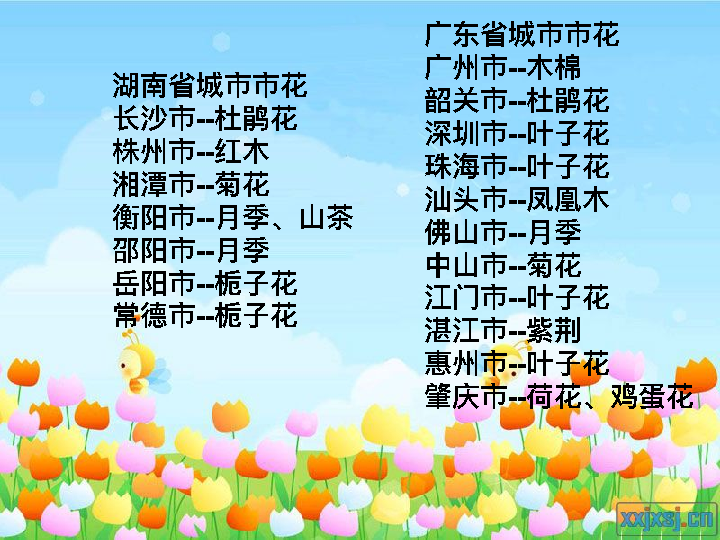 湖南省城市市花
长沙市--杜鹃花
株州市--红木
湘潭市--菊花
衡阳市--月季、山茶
邵阳市--月季
岳阳市--栀子花
常德市--栀子花
广东省城市市花
广州市--木棉
韶关市--杜鹃花
深圳市--叶子花
珠海市--叶子花
汕头市--凤凰木
佛山市--月季
中山市--菊花
江门市--叶子花
湛江市--紫荆
惠州市--叶子花
肇庆市--荷花、鸡蛋花
xxjxsj.cn